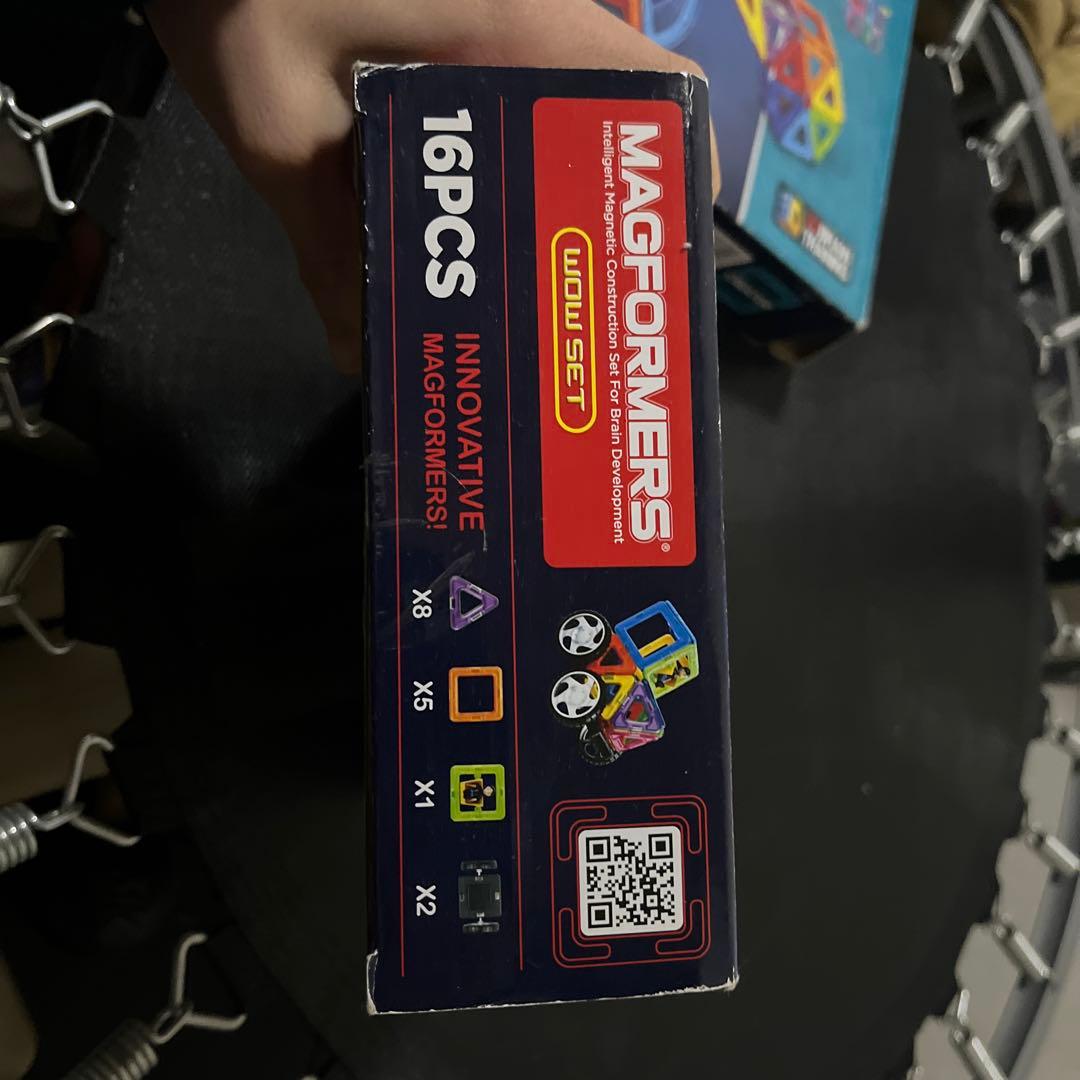 MAGFORMERS®
Intelligent Magnetic Construction Set For Brain Development
WOW SET
16PCS
INNOVATIVE
MAGFORMERS!
X8
X5
X1
X2